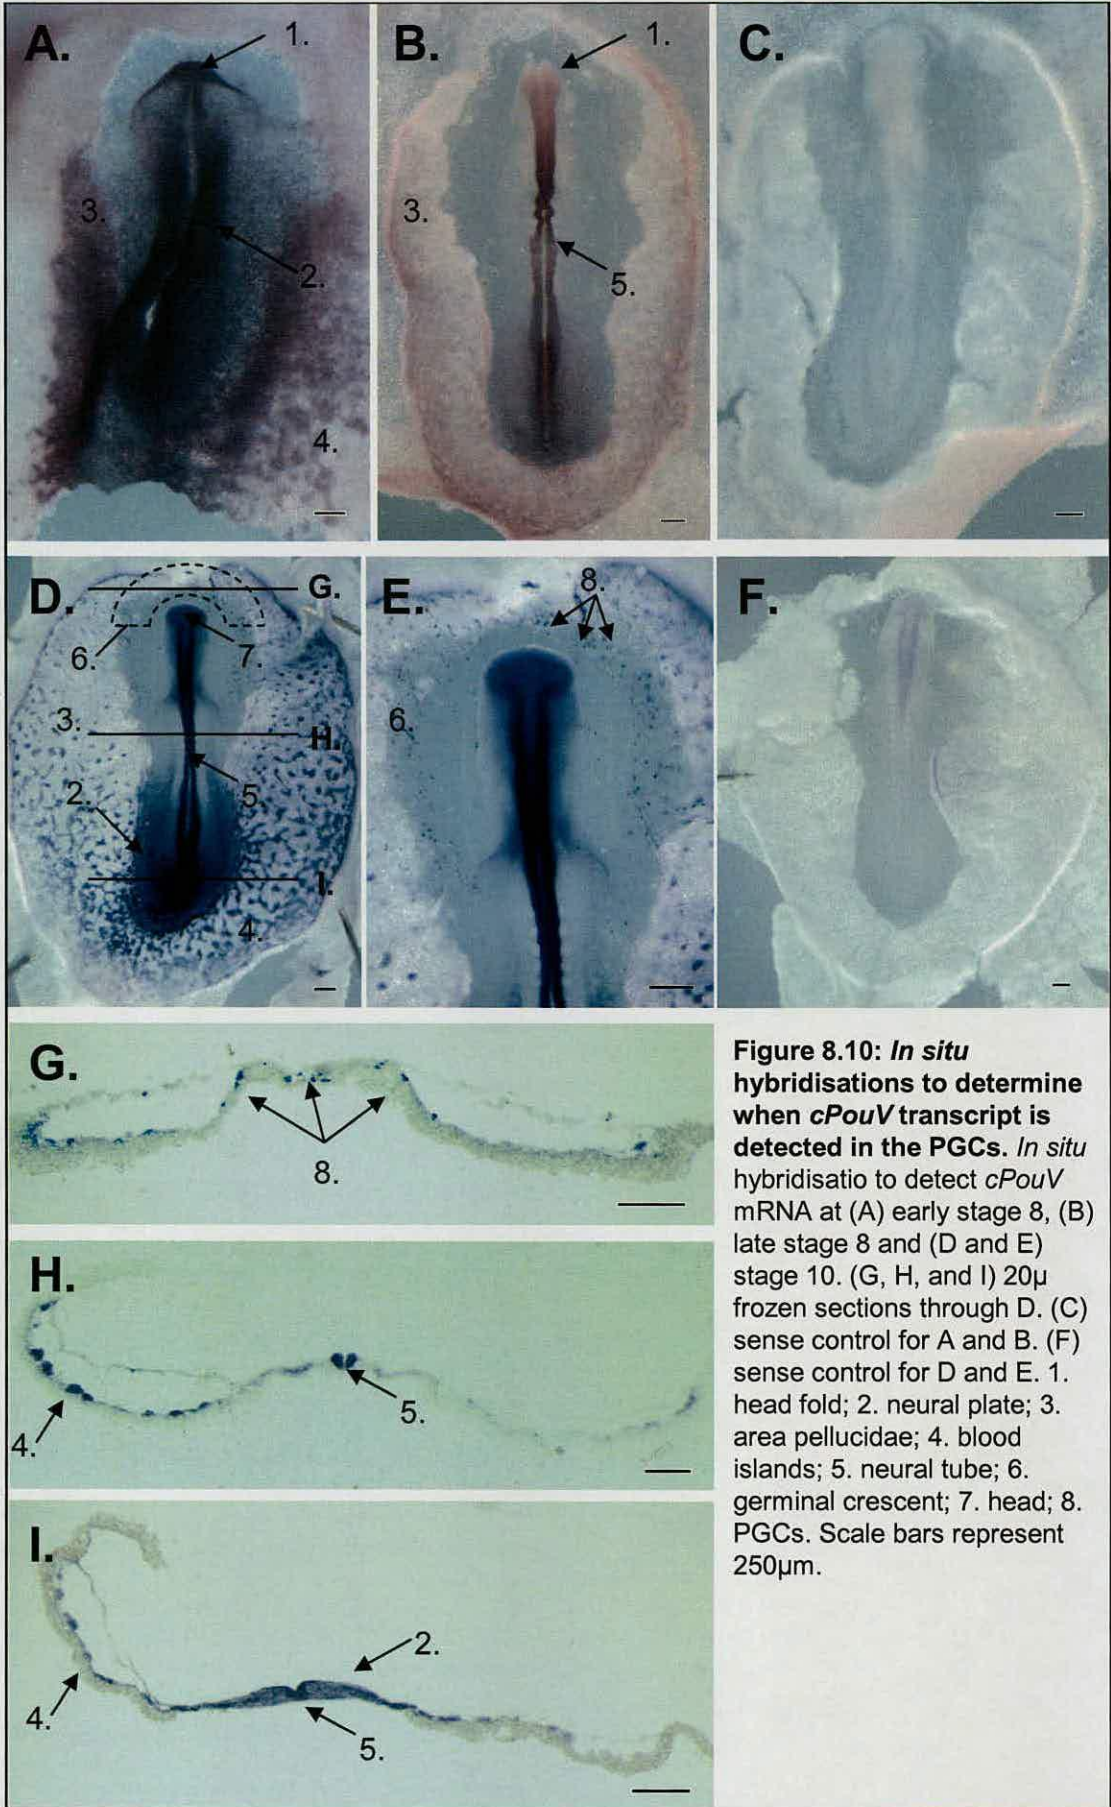 A.
1.
3.
2.
4.
B.
1.
3.
5.
C.
D.
G.
6.
7.
3.
H.
5
2.
I.
4.
E.
8.
6.
F.
G.
8.
H.
4.
5.
I.
2.
4.
5.
Figure 8.10: In situ
hybridisations to determine
when cPouV transcript is
detected in the PGCs. In situ
hybridisatio to detect cPouV
mRNA at (A) early stage 8, (B)
late stage 8 and (D and E)
stage 10. (G, H, and I) 20µ
frozen sections through D. (C)
sense control for A and B. (F)
sense control for D and E. 1.
head fold; 2. neural plate; 3.
area pellucidae; 4. blood
islands; 5. neural tube; 6.
germinal crescent; 7. head; 8.
PGCs. Scale bars represent
250µm.